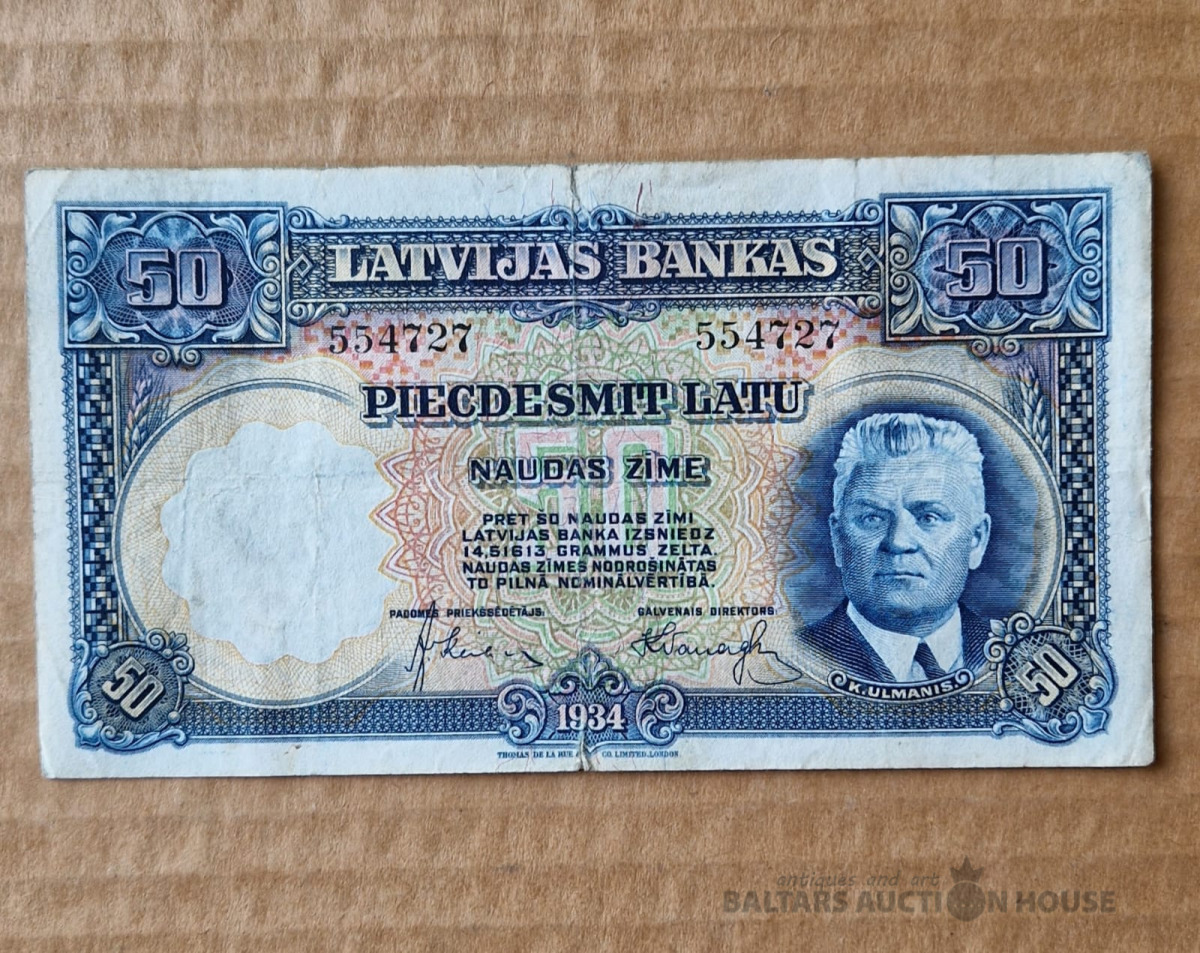 50 LATVIJAS BANKAS 50
554727 554727
PIECDESMIT LATU
50
NAUDAS ZĪME
PRET ŠO NAUDAS ZĪMI
LATVIJAS BANKA IZSNIEDZ
14,51613 GRAMMUS ZELTA.
NAUDAS ZĪMES NODROŠINĀTAS
TO PILNĀ NOMINĀLVĒRTĪBĀ.
PADOMES PRIEKŠSĒDĒTĀJS GALVENAIS DIREKTORS
50 K. ULMANIS. 50
1934
THOMAS DE LA RUE & CO. LIMITED. LONDON.
antiques and art
BALTARS AUCTION HOUSE